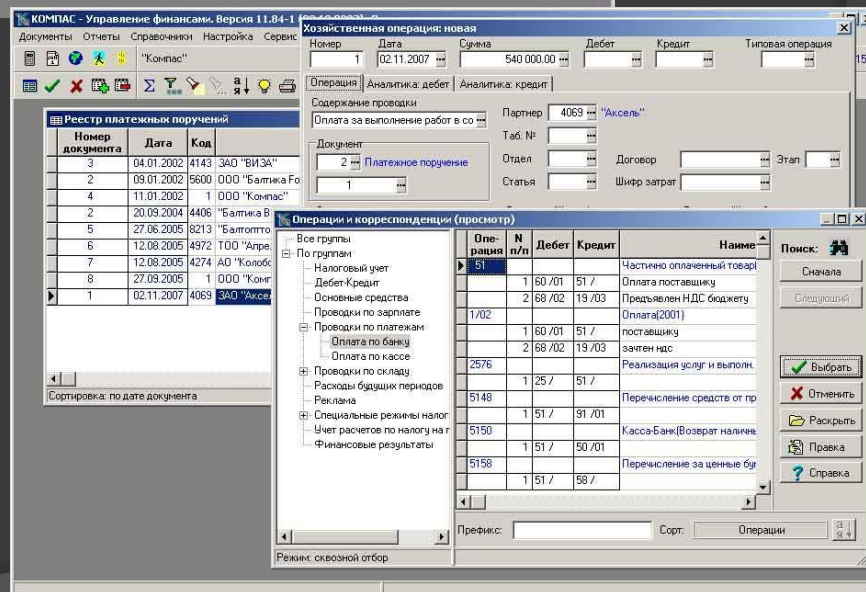 КОМПАС - Управление финансами. Версия 11.84-1
Документы Отчеты Справочники Настройка Сервис
"Компас"
Реестр платежных поручений
Номер документа Дата Код
3 04.01.2002 4143 ЗАО "ВИЗА"
2 09.01.2002 5600 ООО "Балтика Fo
4 11.01.2002 1 ООО "Компас"
2 20.09.2004 4406 "Балтика В
5 27.06.2005 8213 "Балтопто
6 12.08.2005 4972 ТОО "Апре
7 12.08.2005 4274 АО "Колобо
8 27.09.2005 1 ООО "Комп
1 02.11.2007 4069 ЗАО "Аксе
Сортировка: по дате документа
Хозяйственная операция: новая
Номер Дата Сумма Дебет Кредит Типовая операция
1 02.11.2007 540 000.00
Операция Аналитика: дебет Аналитика: кредит
Содержание проводки
Оплата за выполнение работ в со
Партнер 4069 "Аксель"
Таб. №
Документ
2 Платежное поручение
1
Отдел Договор Этап
Статья Шифр затрат
Операции и корреспонденции (просмотр)
Все группы
По группам
Налоговый учет
Дебет-Кредит
Основные средства
Проводки по зарплате
Проводки по платежам
Оплата по банку
Оплата по кассе
Проводки по складу
Расходы будущих периодов
Реклама
Специальные режимы налог
Учет расчетов по налогу на п
Финансовые результаты
Режим: сквозной отбор
Опе-рация N п/п Дебет Кредит Наиме
51 Частично оплаченный товар(
1 60 /01 51 / Оплата поставщику
2 68 /02 19 /03 Предъявлен НДС бюджету
1/02 Оплата(2001)
1 60 /01 51 / поставщику
2 68 /02 19 /03 зачтен ндс
2576 Реализация услуг и выполн.
1 25 / 51 /
5148 Перечисление средств от пр
1 51 / 91 /01
5150 Касса-Банк(Возврат наличнь
1 51 / 50 /01
5158 Перечисление за ценные бум
1 51 / 58 /
Префикс: Сорт: Операции
Поиск:
Сначала
Следующий
Выбрать
Отменить
Раскрыть
Правка
Справка